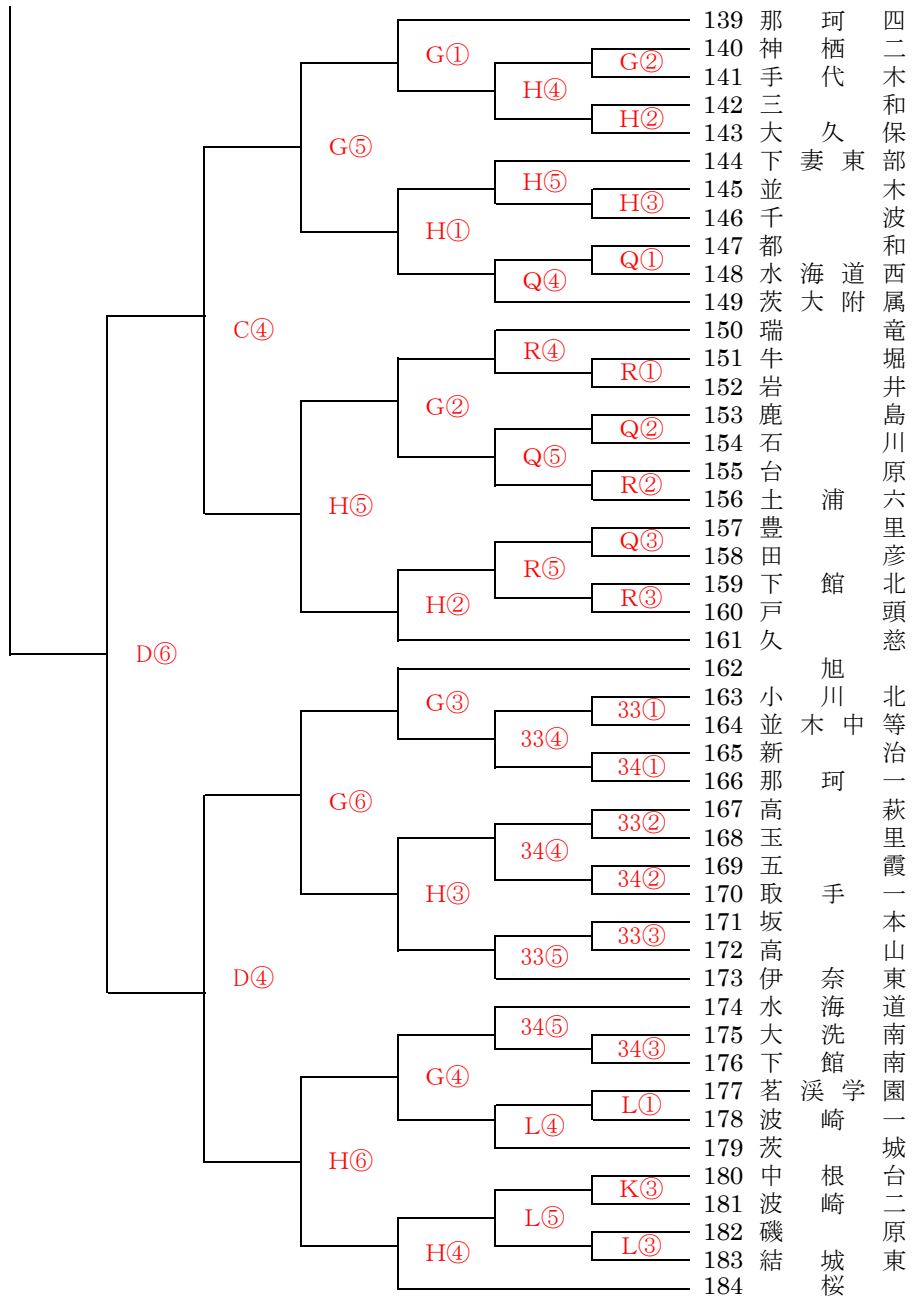 139 那珂四
G①
140 神栖二
G②
141 手代木
H④
142 三和
H②
143 大久保
G⑤
144 下妻東部
H⑤
145 並木
H③
146 千波
H①
147 都和
Q①
148 水海道西
Q④
149 茨大附属
C④
150 瑞竜
R④
151 牛堀
R①
152 岩井
G②
153 鹿島
Q②
154 石川
Q⑤
155 台原
R②
156 土浦六
H⑤
157 豊里
Q③
158 田彦
R⑤
159 下館北
R③
160 戸頭
H②
161 久慈
D⑥
162 旭
G③
163 小川北
33①
164 並木中等
33④
165 新治
34①
166 那珂一
G⑥
167 高萩
33②
168 玉里
34④
169 五霞
34②
170 取手一
H③
171 坂本
33③
172 高山
33⑤
173 伊奈東
D④
174 水海道
34⑤
175 大洗南
34③
176 下館南
G④
177 茗溪学園
L①
178 波崎一
L④
179 茨城
H⑥
180 中根台
K③
181 波崎二
L⑤
182 磯原
L③
183 結城東
H④
184 桜